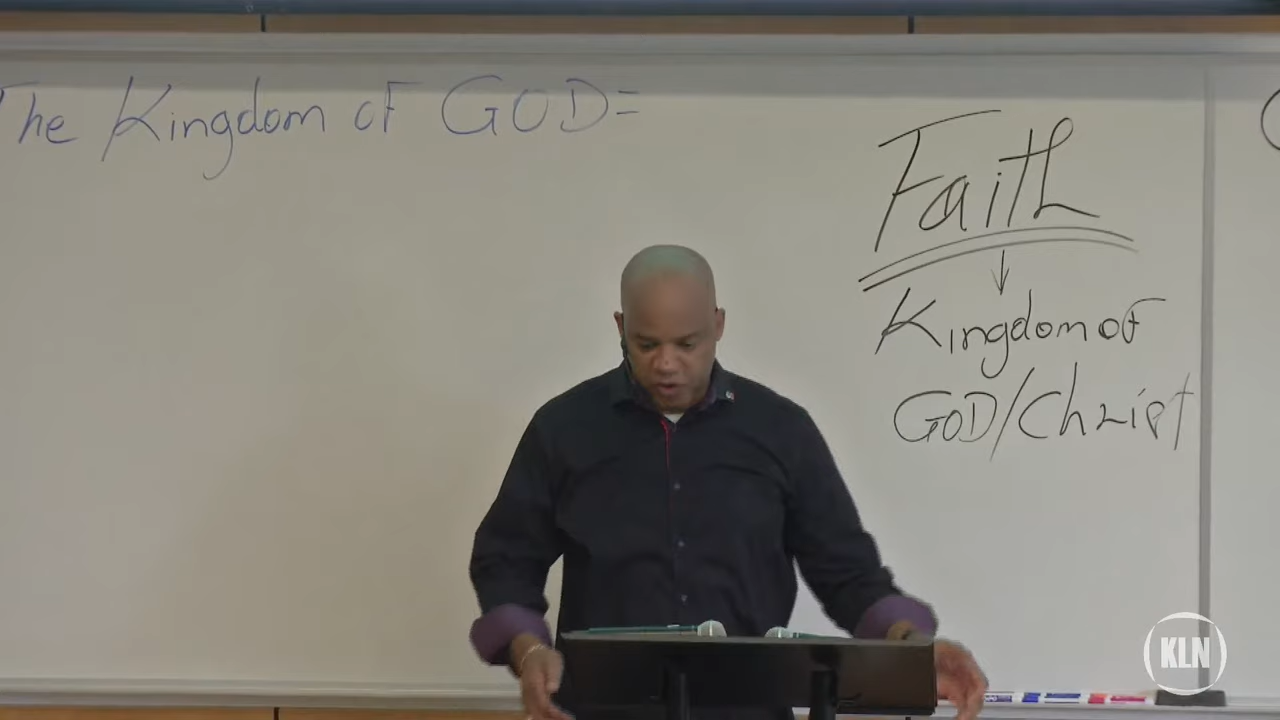 The Kingdom of GOD=
Faith
Kingdom of
GOD/Christ
KLN